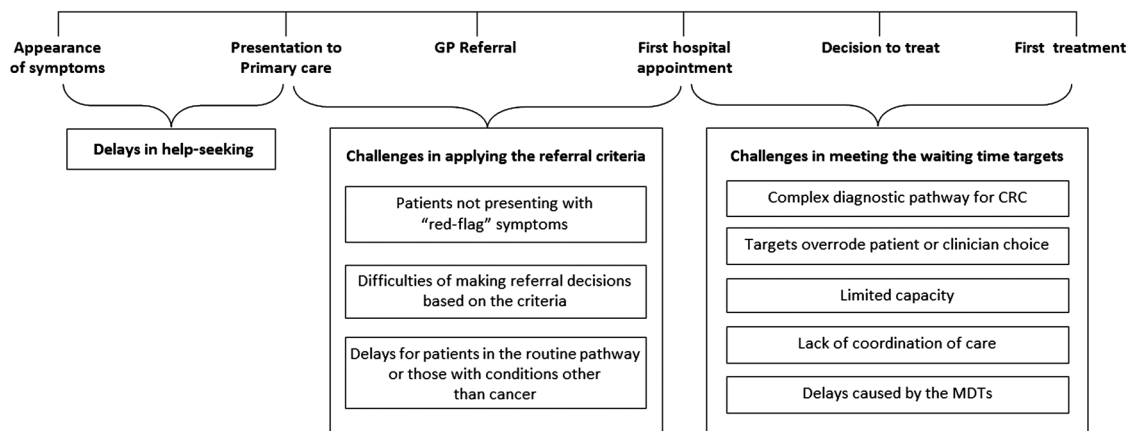 Appearance
of symptoms
Presentation to
Primary care
GP Referral
First hospital
appointment
Decision to treat
First treatment
Delays in help-seeking
Challenges in applying the referral criteria
Patients not presenting with
“red-flag” symptoms
Difficulties of making referral decisions
based on the criteria
Delays for patients in the routine pathway
or those with conditions other
than cancer
Challenges in meeting the waiting time targets
Complex diagnostic pathway for CRC
Targets overrode patient or clinician choice
Limited capacity
Lack of coordination of care
Delays caused by the MDTs